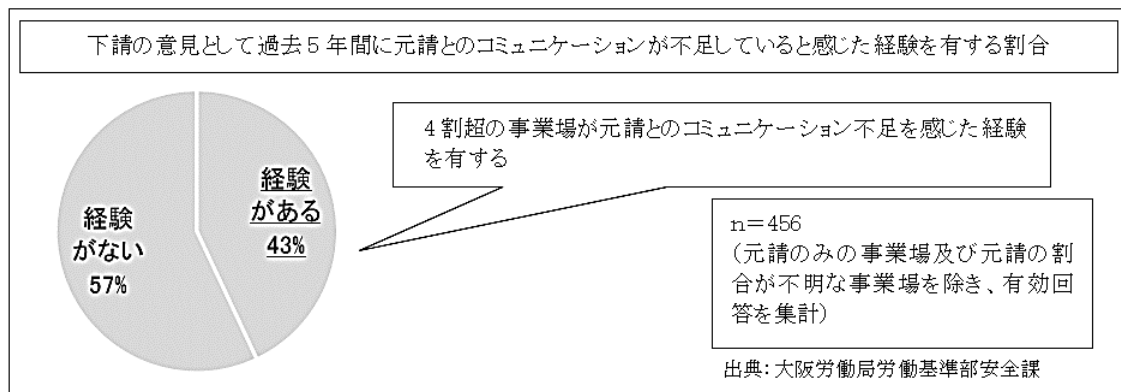 下請の意見として過去5年間に元請とのコミュニケーションが不足していると感じた経験を有する割合
4割超の事業場が元請とのコミュニケーション不足を感じた経験
を有する
経験
がある
43%
経験
がない
57%
n=456
(元請のみの事業場及び元請の割
合が不明な事業場を除き、有効回
答を集計)
出典:大阪労働局労働基準部安全課